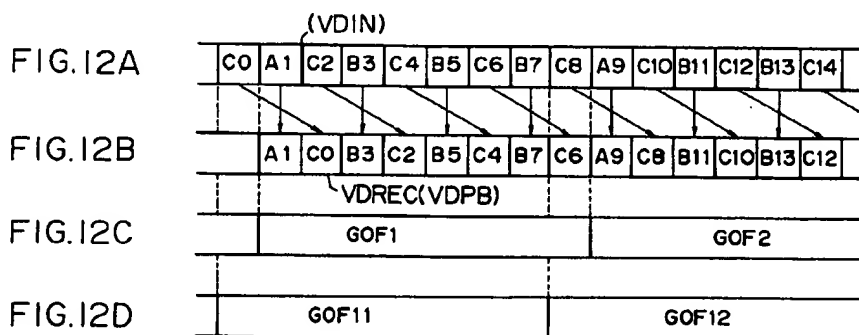 (VDIN)
FIG.12A C0 A1 C2 B3 C4 B5 C6 B7 C8 A9 C10 B11 C12 B13 C14
FIG.12B A1 C0 B3 C2 B5 C4 B7 C6 A9 C8 B11 C10 B13 C12
VDREC(VDPB)
FIG.12C GOF1 GOF2
FIG.12D GOF11 GOF12